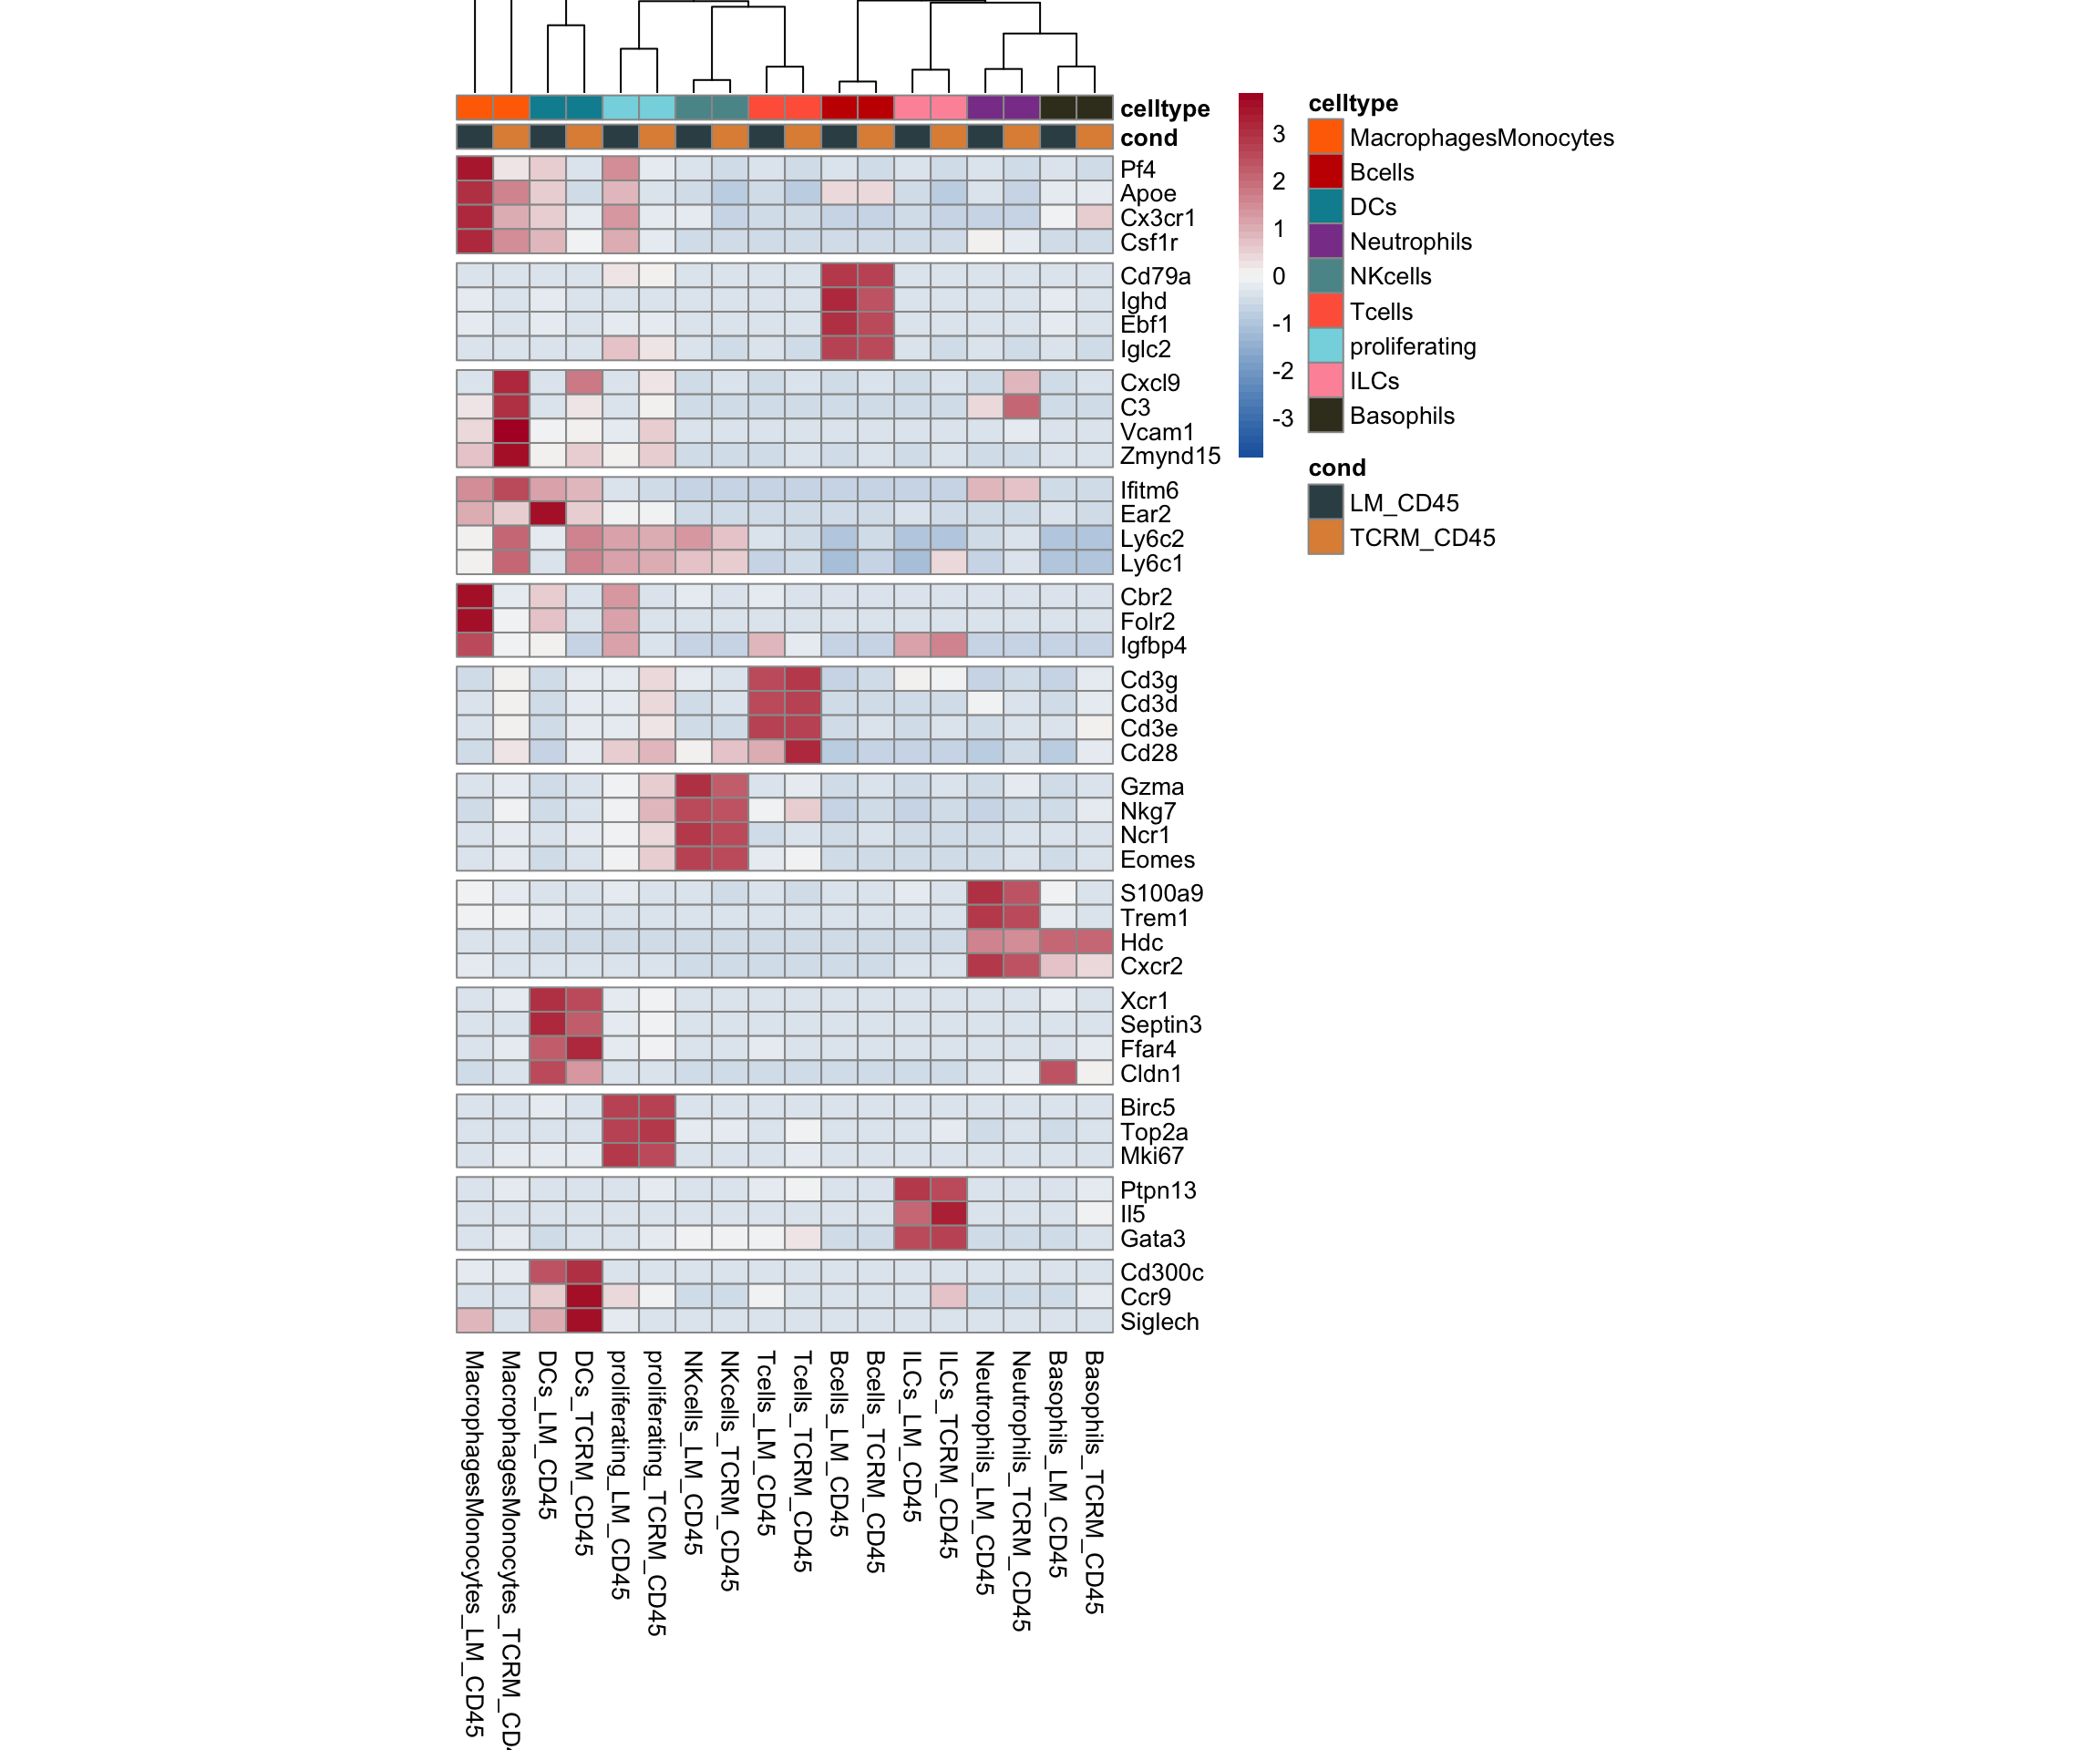 celltype
cond
Pf4
Apoe
Cx3cr1
Csf1r
Cd79a
Ighd
Ebf1
Iglc2
Cxcl9
C3
Vcam1
Zmynd15
Ifitm6
Ear2
Ly6c2
Ly6c1
Cbr2
Folr2
Igfbp4
Cd3g
Cd3d
Cd3e
Cd28
Gzma
Nkg7
Ncr1
Eomes
S100a9
Trem1
Hdc
Cxcr2
Xcr1
Septin3
Ffar4
Cldn1
Birc5
Top2a
Mki67
Ptpn13
Il5
Gata3
Cd300c
Ccr9
Siglech
MacrophagesMonocytes_LM_CD45
MacrophagesMonocytes_TCRM_CD4
DCs_LM_CD45
DCs_TCRM_CD45
proliferating_LM_CD45
proliferating_TCRM_CD45
NKcells_LM_CD45
NKcells_TCRM_CD45
Tcells_LM_CD45
Tcells_TCRM_CD45
Bcells_LM_CD45
Bcells_TCRM_CD45
ILCs_LM_CD45
ILCs_TCRM_CD45
Neutrophils_LM_CD45
Neutrophils_TCRM_CD45
Basophils_LM_CD45
Basophils_TCRM_CD45
3
2
1
0
-1
-2
-3
celltype
MacrophagesMonocytes
Bcells
DCs
Neutrophils
NKcells
Tcells
proliferating
ILCs
Basophils
cond
LM_CD45
TCRM_CD45